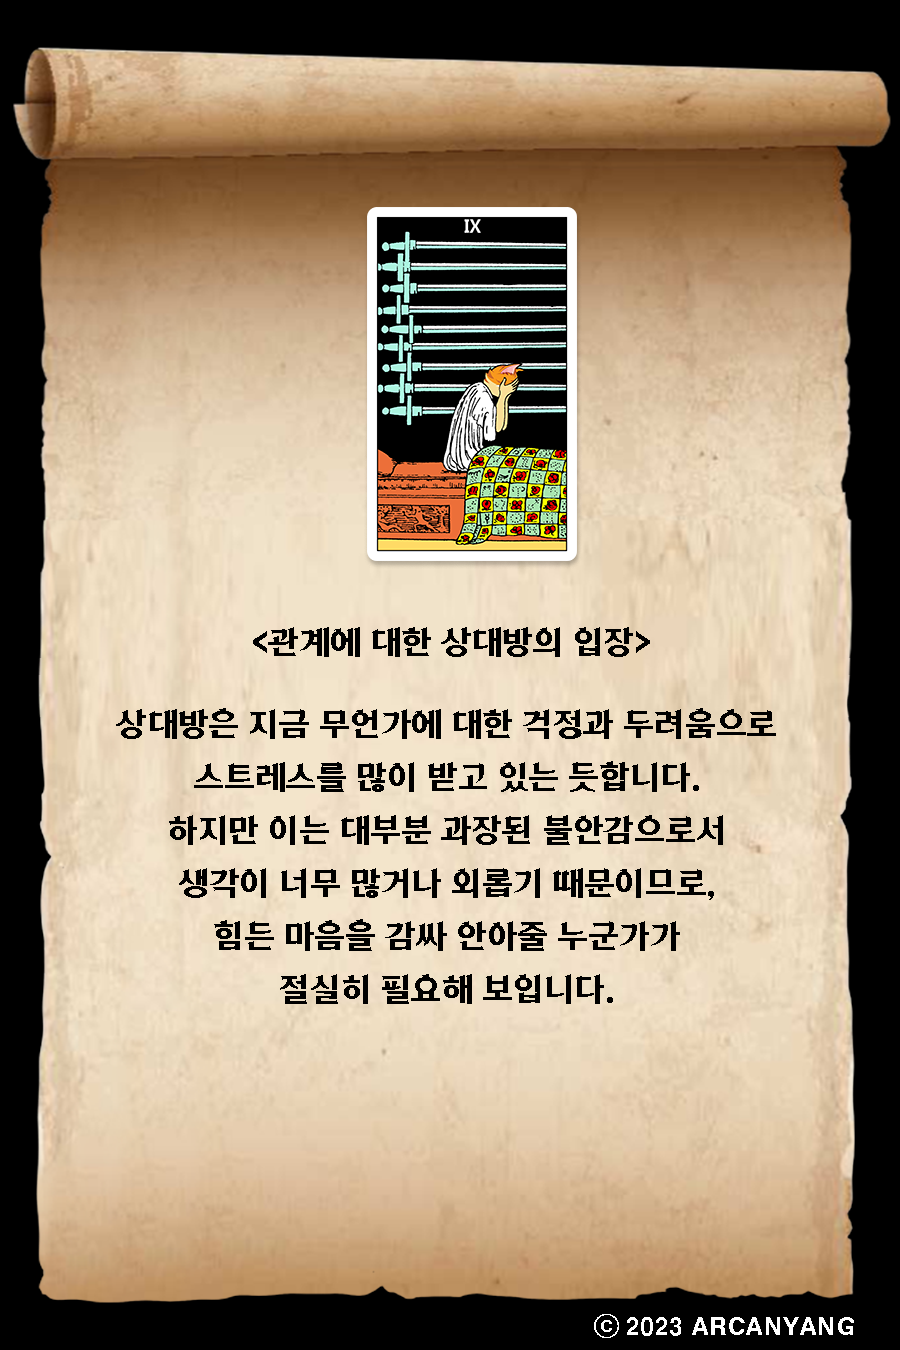 IX
<관계에 대한 상대방의 입장>
상대방은 지금 무언가에 대한 걱정과 두려움으로
스트레스를 많이 받고 있는 듯합니다.
하지만 이는 대부분 과장된 불안감으로서
생각이 너무 많거나 외롭기 때문이므로,
힘든 마음을 감싸 안아줄 누군가가
절실히 필요해 보입니다.
© 2023 ARCANYANG